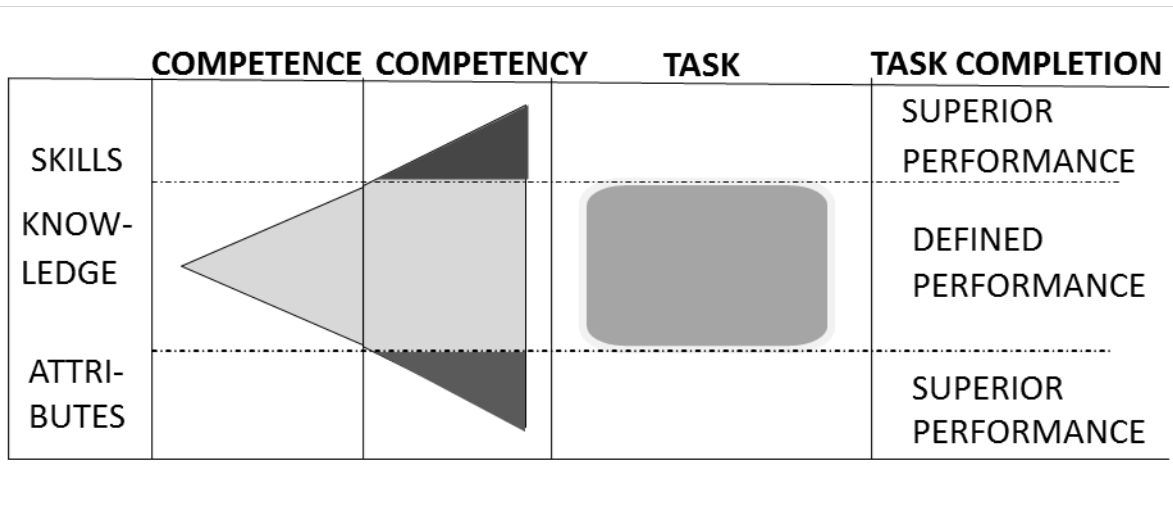 COMPETENCE COMPETENCY TASK TASK COMPLETION
SKILLS
KNOW-
LEDGE
ATTRI-
BUTES
SUPERIOR
PERFORMANCE
DEFINED
PERFORMANCE
SUPERIOR
PERFORMANCE